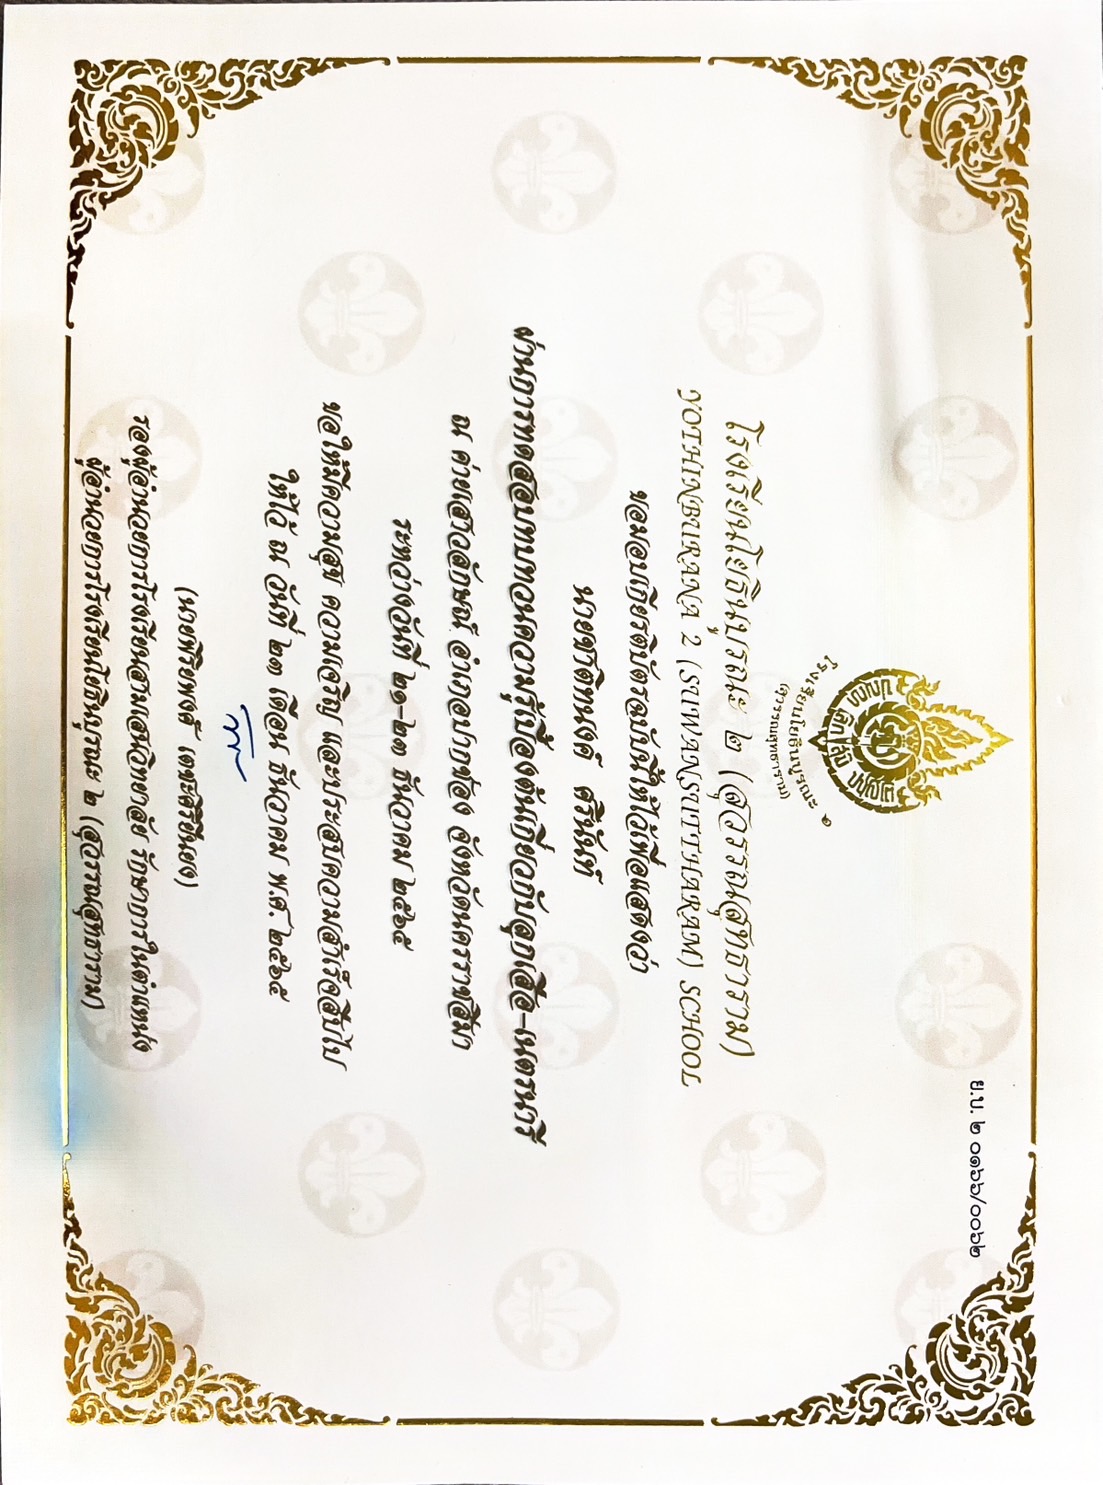 ย.บ. ๒ ๐๑๖๖/๐๐๖๒
ปญฺญา เลิก สุมิ ปชฺโชโต
โรงเรียนโยธินบูรณะ ๒
(สุวรรณสุทธาราม)
โรงเรียนโยธินบูรณะ ๒ (สุวรรณสุทธาราม)
YOTHINBURANA 2 (SUWANSUTTHARAM) SCHOOL
ขอมอบเกียรติบัตรฉบับนี้ให้ไว้เพื่อแสดงว่า
นายชาติทนงค์ ศรีนันท์
ผ่านการทดสอบทบทวนความรู้เบื้องต้นเกี่ยวกับลูกเสือ-เนตรนารี
ณ ค่ายเสาวลักษณ์ อำเภอปากช่อง จังหวัดนครราชสีมา
ระหว่างวันที่ ๒๑-๒๓ ธันวาคม ๒๕๖๕
ขอให้มีความสุข ความเจริญ และประสบความสำเร็จสืบไป
ให้ไว้ ณ วันที่ ๒๓ เดือน ธันวาคม พ.ศ. ๒๕๖๕
(นายพิริยพงศ์ เตชะศิริยืนยง)
รองผู้อำนวยการโรงเรียนสามเสนวิทยาลัย รักษาการในตำแหน่ง
ผู้อำนวยการโรงเรียนโยธินบูรณะ ๒ (สุวรรณสุทธาราม)